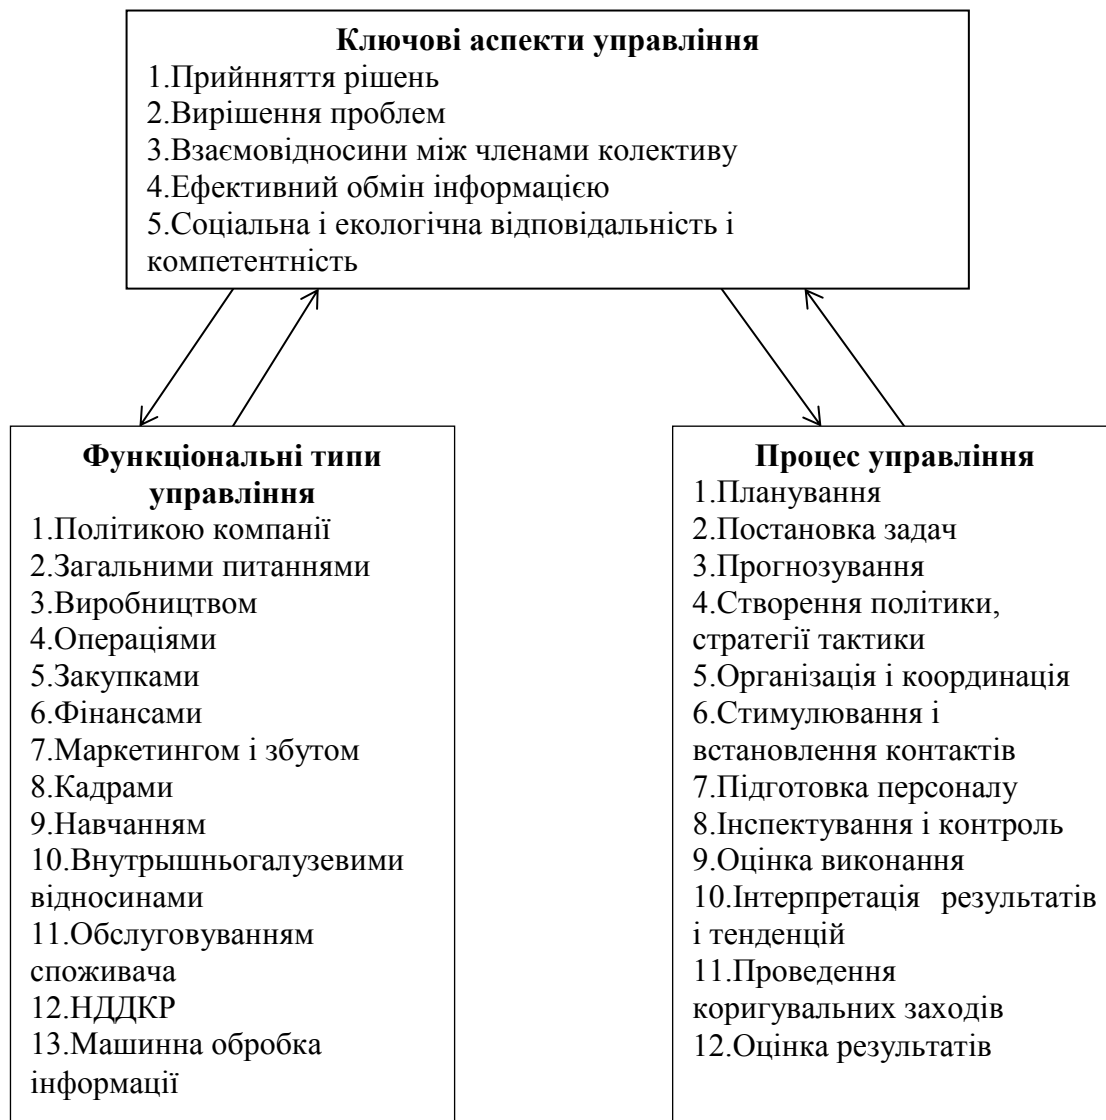 Ключові аспекти управління
1.Прийнняття рішень
2.Вирішення проблем
3.Взаємовідносини між членами колективу
4.Ефективний обмін інформацією
5.Соціальна і екологічна відповідальність і
компетентність
Функціональні типи
управління
1.Політикою компанії
2.Загальними питаннями
3.Виробництвом
4.Операціями
5.Закупками
6.Фінансами
7.Маркетингом і збутом
8.Кадрами
9.Навчанням
10.Внутрышньогалузевими
відносинами
11.Обслуговуванням
споживача
12.НДДКР
13.Машинна обробка
інформації
Процес управління
1.Планування
2.Постановка задач
3.Прогнозування
4.Створення політики,
стратегії тактики
5.Організація і координація
6.Стимулювання і
встановлення контактів
7.Підготовка персоналу
8.Інспектування і контроль
9.Оцінка виконання
10.Інтерпретація результатів
і тенденцій
11.Проведення
коригувальних заходів
12.Оцінка результатів